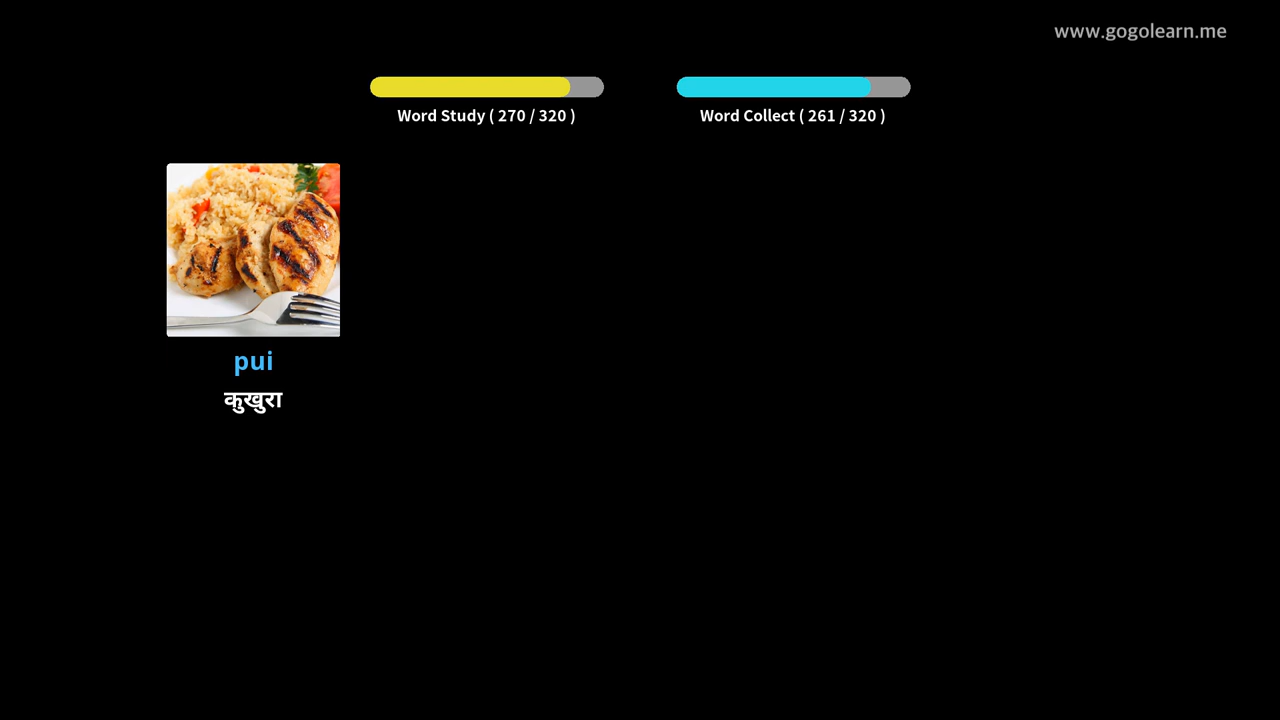 www.gogolearn.me
Word Study ( 270 / 320 )
Word Collect ( 261 / 320 )
pui
कुखुरा